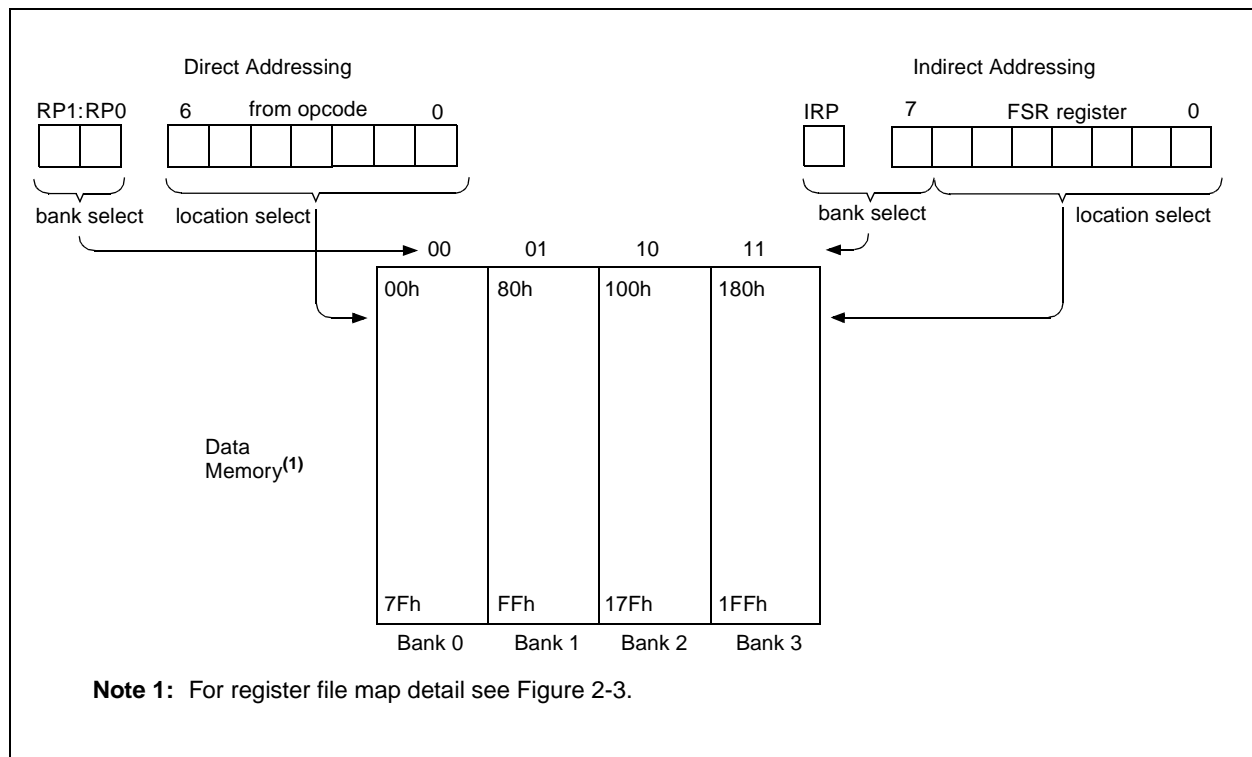 Direct Addressing
Indirect Addressing
RP1:RP0
6 from opcode 0
IRP
7 FSR register 0
bank select
location select
bank select
location select
00 01 10 11
00h 80h 100h 180h
Data
Memory(1)
7Fh FFh 17Fh 1FFh
Bank 0 Bank 1 Bank 2 Bank 3
Note 1: For register file map detail see Figure 2-3.